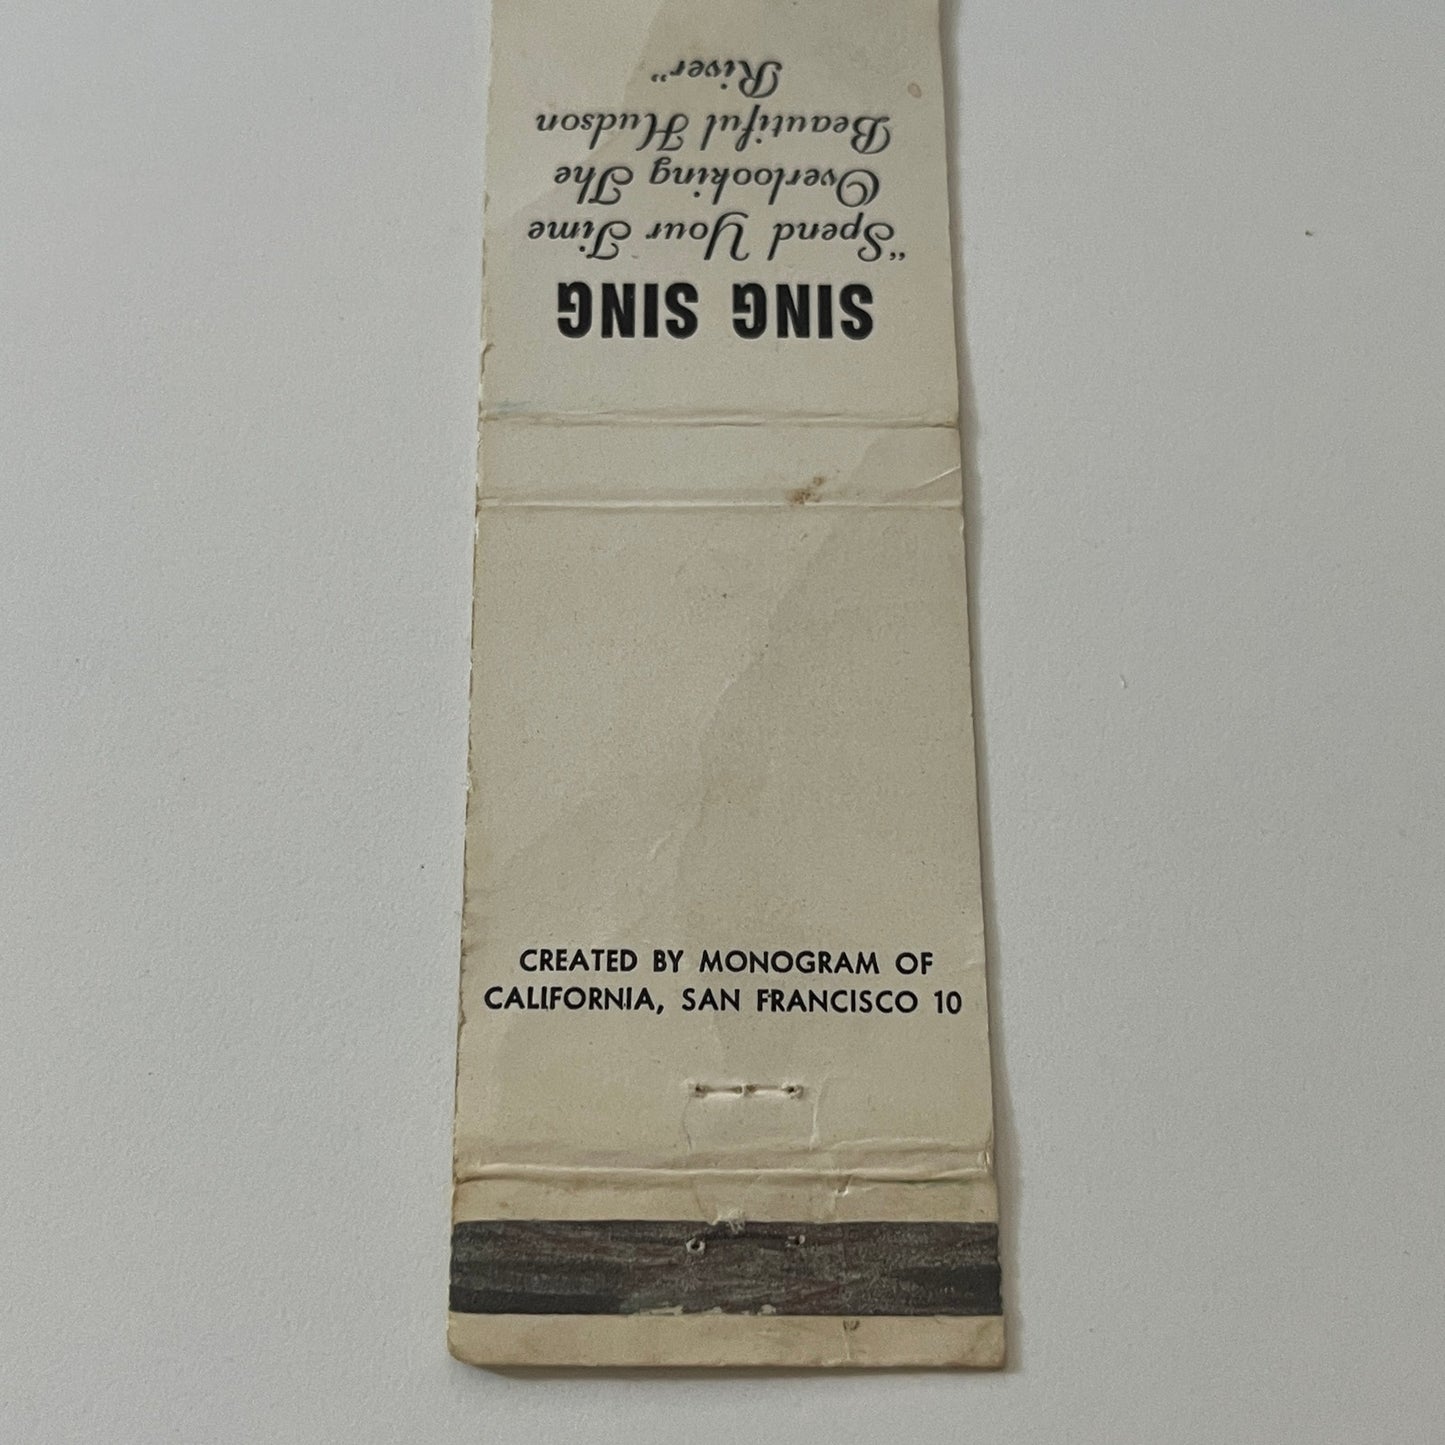 SING SING
"Spend Your Time
Overlooking The
Beautiful Hudson
River"
CREATED BY MONOGRAM OF
CALIFORNIA, SAN FRANCISCO 10